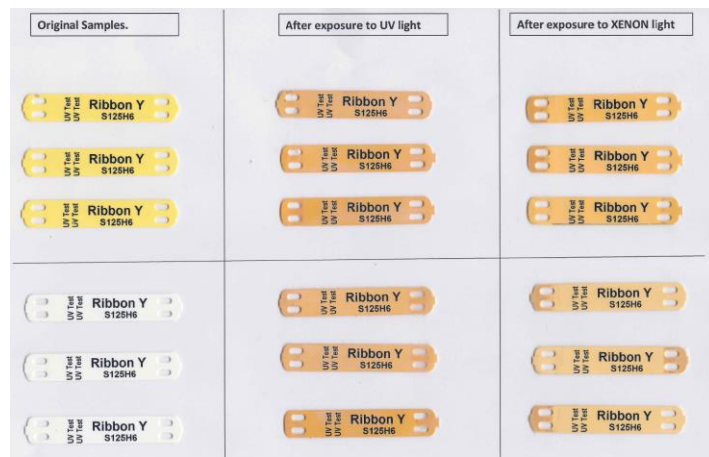 Original Samples.
After exposure to UV light
After exposure to XENON light
UV Test
UV Test
Ribbon Y
S125H6
UV Test
UV Test
Ribbon Y
S125H6
UV Test
UV Test
Ribbon Y
S125H6
UV Test
UV Test
Ribbon Y
S125H6
UV Test
UV Test
Ribbon Y
S125H6
UV Test
UV Test
Ribbon Y
S125H6
UV Test
UV Test
Ribbon Y
S125H6
UV Test
UV Test
Ribbon Y
S125H6
UV Test
UV Test
Ribbon Y
S125H6
UV Test
UV Test
Ribbon Y
S125H6
UV Test
UV Test
Ribbon Y
S125H6
UV Test
UV Test
Ribbon Y
S125H6
UV Test
UV Test
Ribbon Y
S125H6
UV Test
UV Test
Ribbon Y
S125H6
UV Test
UV Test
Ribbon Y
S125H6
UV Test
UV Test
Ribbon Y
S125H6
UV Test
UV Test
Ribbon Y
S125H6
UV Test
UV Test
Ribbon Y
S125H6